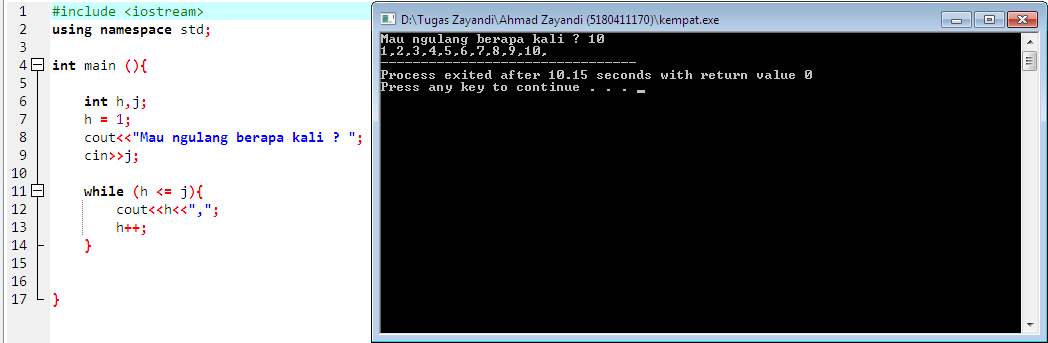 1 #include <iostream>
2 using namespace std;
3
4 int main (){
5
6 int h,j;
7 h = 1;
8 cout<<"Mau ngulang berapa kali ? ";
9 cin>>j;
10
11 while (h <= j){
12 cout<<h<<",";
13 h++;
14 }
15
16
17 }
D:\Tugas Zayandi\Ahmad Zayandi (5180411170)\kempat.exe
Mau ngulang berapa kali ? 10
1,2,3,4,5,6,7,8,9,10,
--------------------------------
Process exited after 10.15 seconds with return value 0
Press any key to continue . . . _